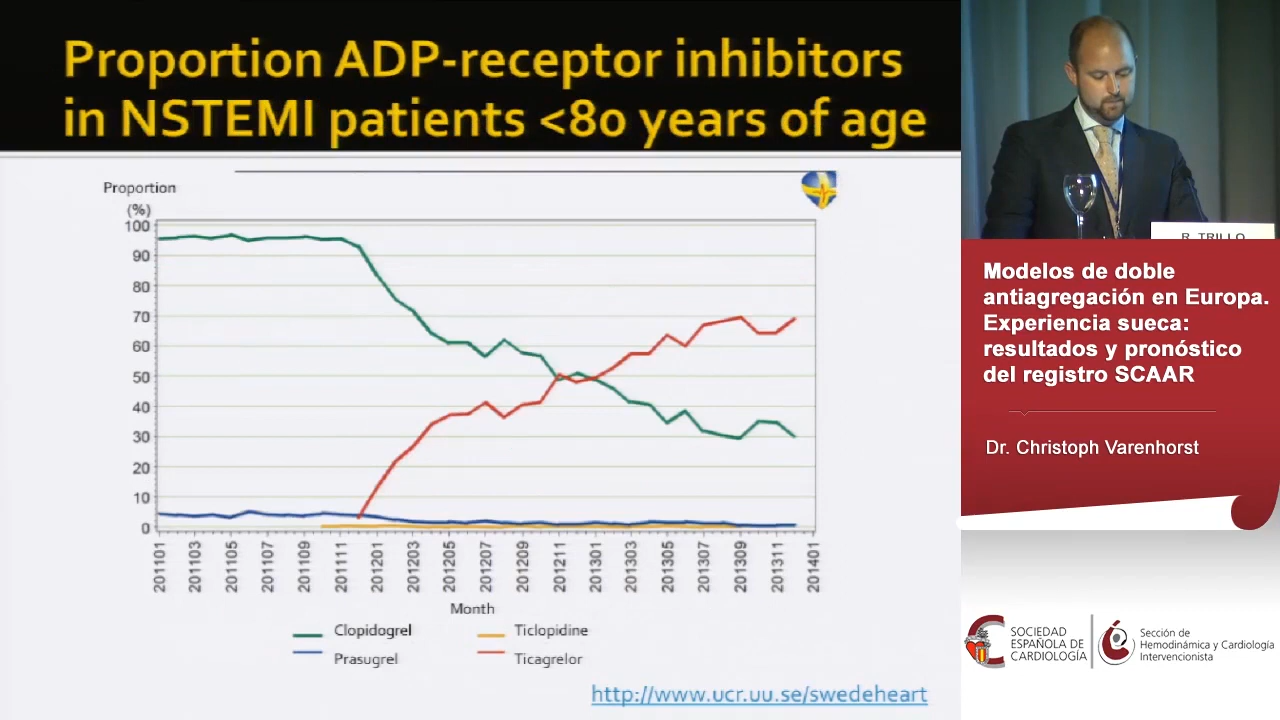 Proportion ADP-receptor inhibitors
in NSTEMI patients <80 years of age
Proportion
(%)
100
90
80
70
60
50
40
30
20
10
0
201101
201103
201105
201107
201109
201111
201201
201203
201205
201207
201209
201211
201301
201303
201305
201307
201309
201311
201401
Month
Clopidogrel
Ticlopidine
Prasugrel
Ticagrelor
http://www.ucr.uu.se/swedeheart
R. TRILLO
Modelos de doble
antiagregación en Europa.
Experiencia sueca:
resultados y pronóstico
del registro SCAAR
Dr. Christoph Varenhorst
SOCIEDAD
ESPAÑOLA DE
CARDIOLOGÍA
Sección de
Hemodinámica y Cardiología
Intervencionista